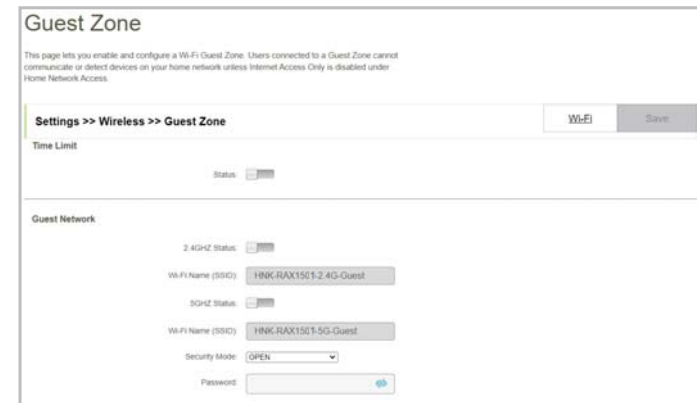 Guest Zone
This page lets you enable and configure a Wi-Fi Guest Zone. Users connected to a Guest Zone cannot
communicate or detect devices on your home network unless Internet Access Only is disabled under
Home Network Access.
Settings >> Wireless >> Guest Zone
Wi-Fi
Save
Time Limit
Status:
Guest Network
2.4GHZ Status:
Wi-Fi Name (SSID): HNK-RAX1501-2.4G-Guest
5GHZ Status:
Wi-Fi Name (SSID): HNK-RAX1501-5G-Guest
Security Mode: OPEN
Password: